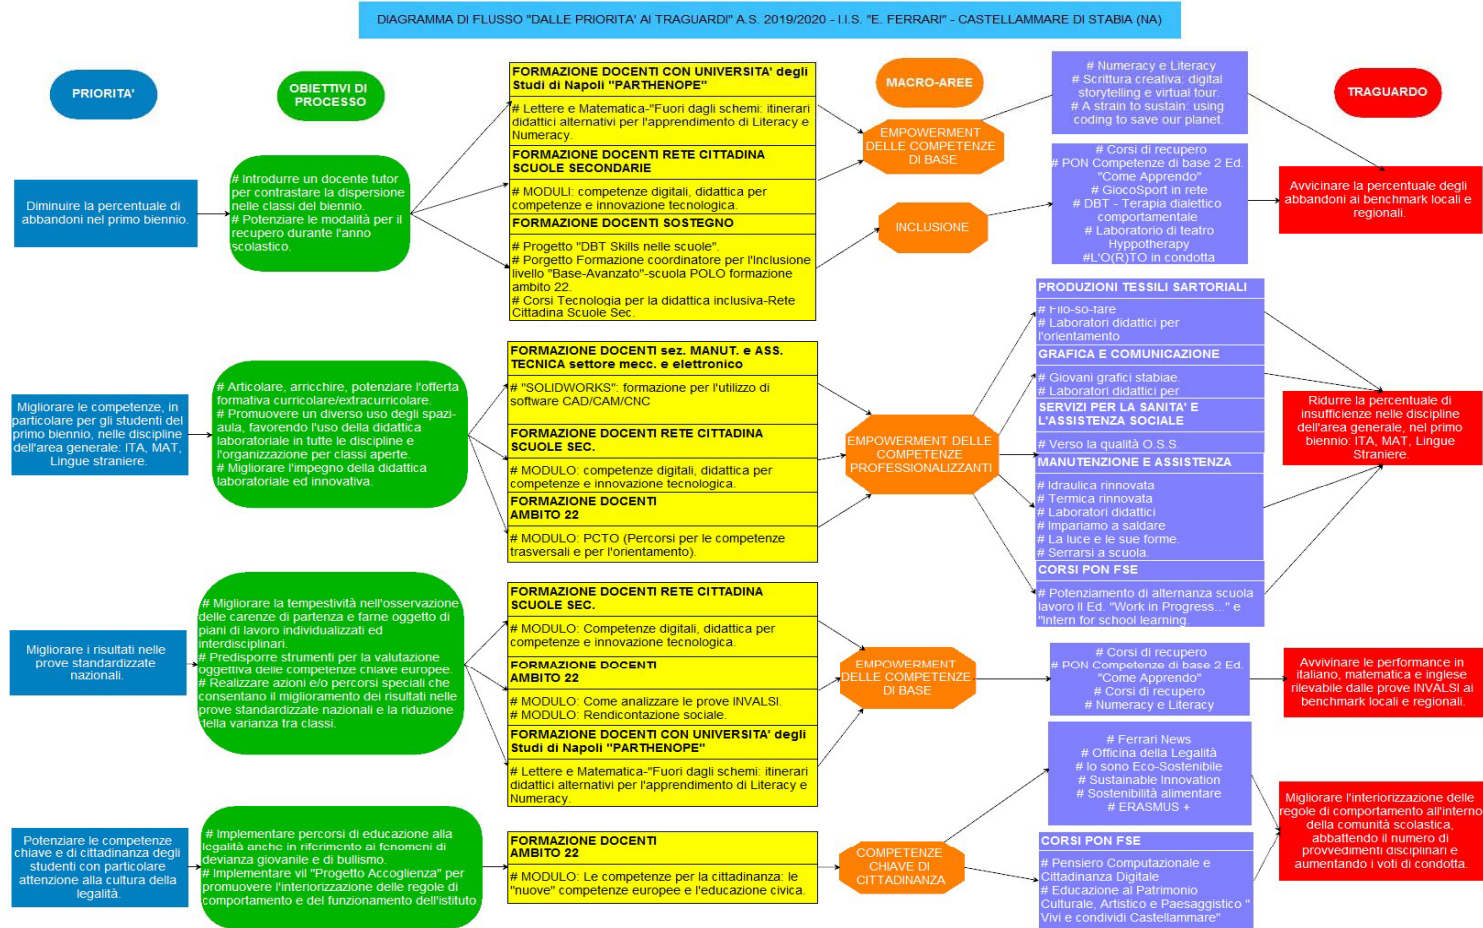 DIAGRAMMA DI FLUSSO "DALLE PRIORITA' AI TRAGUARDI" A.S. 2019/2020 - I.I.S. "E. FERRARI" - CASTELLAMMARE DI STABIA (NA)
PRIORITA'
OBIETTIVI DI
PROCESSO
MACRO-AREE
TRAGUARDO
Diminuire la percentuale di
abbandoni nel primo biennio.
# Introdurre un docente tutor
per contrastare la dispersione
nelle classi del biennio.
# Potenziare le modalità per il
recupero durante l'anno
scolastico.
FORMAZIONE DOCENTI CON UNIVERSITA' degli
Studi di Napoli "PARTHENOPE"
# Lettere e Matematica-"Fuori dagli schemi: itinerari
didattici alternativi per l'apprendimento di Literacy e
Numeracy.
FORMAZIONE DOCENTI RETE CITTADINA
SCUOLE SECONDARIE
# MODULI: competenze digitali, didattica per
competenze e innovazione tecnologica.
FORMAZIONE DOCENTI SOSTEGNO
# Progetto "DBT Skills nelle scuole".
# Porgetto Formazione coordinatore per l'Inclusione
livello "Base-Avanzato"-scuola POLO formazione
ambito 22.
# Corsi Tecnologia per la didattica inclusiva-Rete
Cittadina Scuole Sec.
EMPOWERMENT
DELLE COMPETENZE
DI BASE
INCLUSIONE
# Numeracy e Literacy
# Scrittura creativa: digital
storytelling e virtual tour.
# A strain to sustain: using
coding to save our planet.
# Corsi di recupero
# PON Competenze di base 2 Ed.
"Come Apprendo"
# GiocoSport in rete
# DBT - Terapia dialettico
comportamentale
# Laboratorio di teatro
Hyppotherapy
#L'O(R)TO in condotta
Avvicinare la percentuale degli
abbandoni ai benchmark locali e
regionali.
Migliorare le competenze, in
particolare per gli studenti del
primo biennio, nelle discipline
dell'area generale: ITA, MAT,
Lingue straniere.
# Articolare, arricchire, potenziare l'offerta
formativa curricolare/extracurricolare.
# Promuovere un diverso uso degli spazi-
aula, favorendo l'uso della didattica
laboratoriale in tutte le discipline e
l'organizzazione per classi aperte.
# Migliorare l'impegno della didattica
laboratoriale ed innovativa.
FORMAZIONE DOCENTI sez. MANUT. e ASS.
TECNICA settore mecc. e elettronico
# "SOLIDWORKS": formazione per l'utilizzo di
software CAD/CAM/CNC
FORMAZIONE DOCENTI RETE CITTADINA
SCUOLE SEC.
# MODULO: competenze digitali, didattica per
competenze e innovazione tecnologica.
FORMAZIONE DOCENTI
AMBITO 22
# MODULO: PCTO (Percorsi per le competenze
trasversali e per l'orientamento).
EMPOWERMENT DELLE
COMPETENZE
PROFESSIONALIZZANTI
PRODUZIONI TESSILI SARTORIALI
# Filo-so-fare
# Laboratori didattici per
l'orientamento
GRAFICA E COMUNICAZIONE
# Giovani grafici stabiae.
# Laboratori didattici per
SERVIZI PER LA SANITA' E
L'ASSISTENZA SOCIALE
# Verso la qualità O.S.S.
MANUTENZIONE E ASSISTENZA
# Idraulica rinnovata
# Termica rinnovata
# Laboratori didattici
# Impariamo a saldare
# La luce e le sue forme.
# Serrarsi a scuola.
CORSI PON FSE
# Potenziamento di alternanza scuola
lavoro II Ed. "Work in Progress..." e
"Intern for school learning.
Ridurre la percentuale di
insufficienze nelle discipline
dell'area generale, nel primo
biennio: ITA, MAT, Lingue
Straniere.
Migliorare i risultati nelle
prove standardizzate
nazionali.
# Migliorare la tempestività nell'osservazione
delle carenze di partenza e farne oggetto di
piani di lavoro individualizzati ed
interdisciplinari.
# Predisporre strumenti per la valutazione
oggettiva delle competenze chiave europee.
# Realizzare azioni e/o percorsi speciali che
consentano il miglioramento dei risultati nelle
prove standardizzate nazionali e la riduzione
della varianza tra classi.
FORMAZIONE DOCENTI RETE CITTADINA
SCUOLE SEC.
# MODULO: Competenze digitali, didattica per
competenze e innovazione tecnologica.
FORMAZIONE DOCENTI
AMBITO 22
# MODULO: Come analizzare le prove INVALSI.
# MODULO: Rendicontazione sociale.
FORMAZIONE DOCENTI CON UNIVERSITA' degli
Studi di Napoli "PARTHENOPE"
# Lettere e Matematica-"Fuori dagli schemi: itinerari
didattici alternativi per l'apprendimento di Literacy e
Numeracy.
EMPOWERMENT
DELLE COMPETENZE
DI BASE
# Corsi di recupero
# PON Competenze di base 2 Ed.
"Come Apprendo"
# Corsi di recupero
# Numeracy e Literacy
Avvivinare le performance in
italiano, matematica e inglese
rilevabile dalle prove INVALSI ai
benchmark locali e regionali.
Potenziare le competenze
chiave e di cittadinanza degli
studenti con particolare
attenzione alla cultura della
legalità.
# Implementare percorsi di educazione alla
legalità anche in riferimento ai fenomeni di
devianza giovanile e di bullismo.
# Implementare vil "Progetto Accoglienza" per
promuovere l'interiorizzazione delle regole di
comportamento e del funzionamento dell'istituto
FORMAZIONE DOCENTI
AMBITO 22
# MODULO: Le competenze per la cittadinanza: le
"nuove" competenze europee e l'educazione civica.
COMPETENZE
CHIAVE DI
CITTADINANZA
# Ferrari News
# Officina della Legalità
# Io sono Eco-Sostenibile
# Sustainable Innovation
# Sostenibilità alimentare
# ERASMUS +
CORSI PON FSE
# Pensiero Computazionale e
Cittadinanza Digitale
# Educazione al Patrimonio
Culturale, Artistico e Paesaggistico "
Vivi e condividi Castellammare"
Migliorare l'interiorizzazione delle
regole di comportamento all'interno
della comunità scolastica,
abbattendo il numero di
provvedimenti disciplinari e
aumentando i voti di condotta.